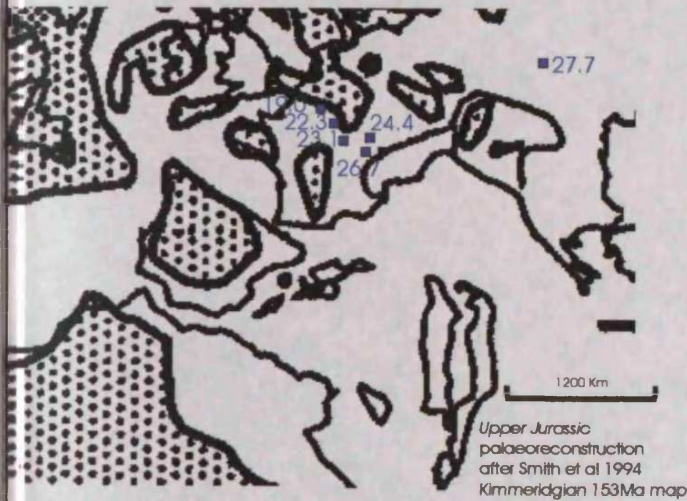 27.7
19.0
22.3
24.4
23.1
26.7
1200 Km
Upper Jurassic
palaeoreconstruction
after Smith et al 1994
Kimmeridgian 153Ma map